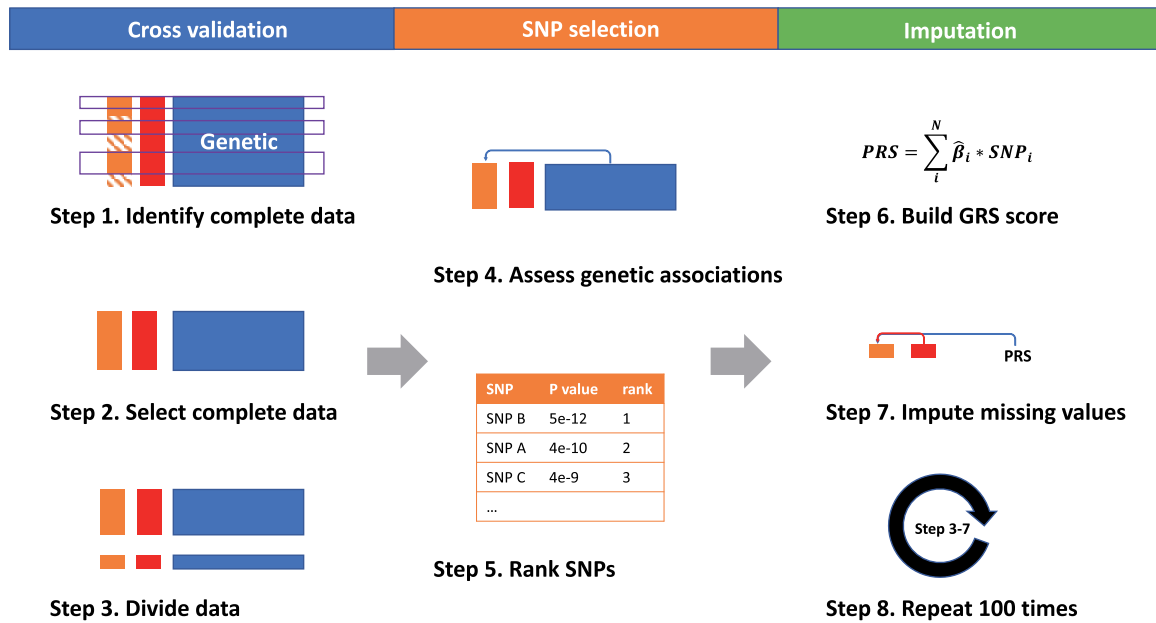 Cross validation
SNP selection
Imputation
Genetic
Step 1. Identify complete data
Step 2. Select complete data
Step 3. Divide data
Step 4. Assess genetic associations
SNP P value rank
SNP B 5e-12 1
SNP A 4e-10 2
SNP C 4e-9 3
...
Step 5. Rank SNPs
N
PRS = ∑ β̂i * SNPi
i
Step 6. Build GRS score
PRS
Step 7. Impute missing values
Step 3-7
Step 8. Repeat 100 times